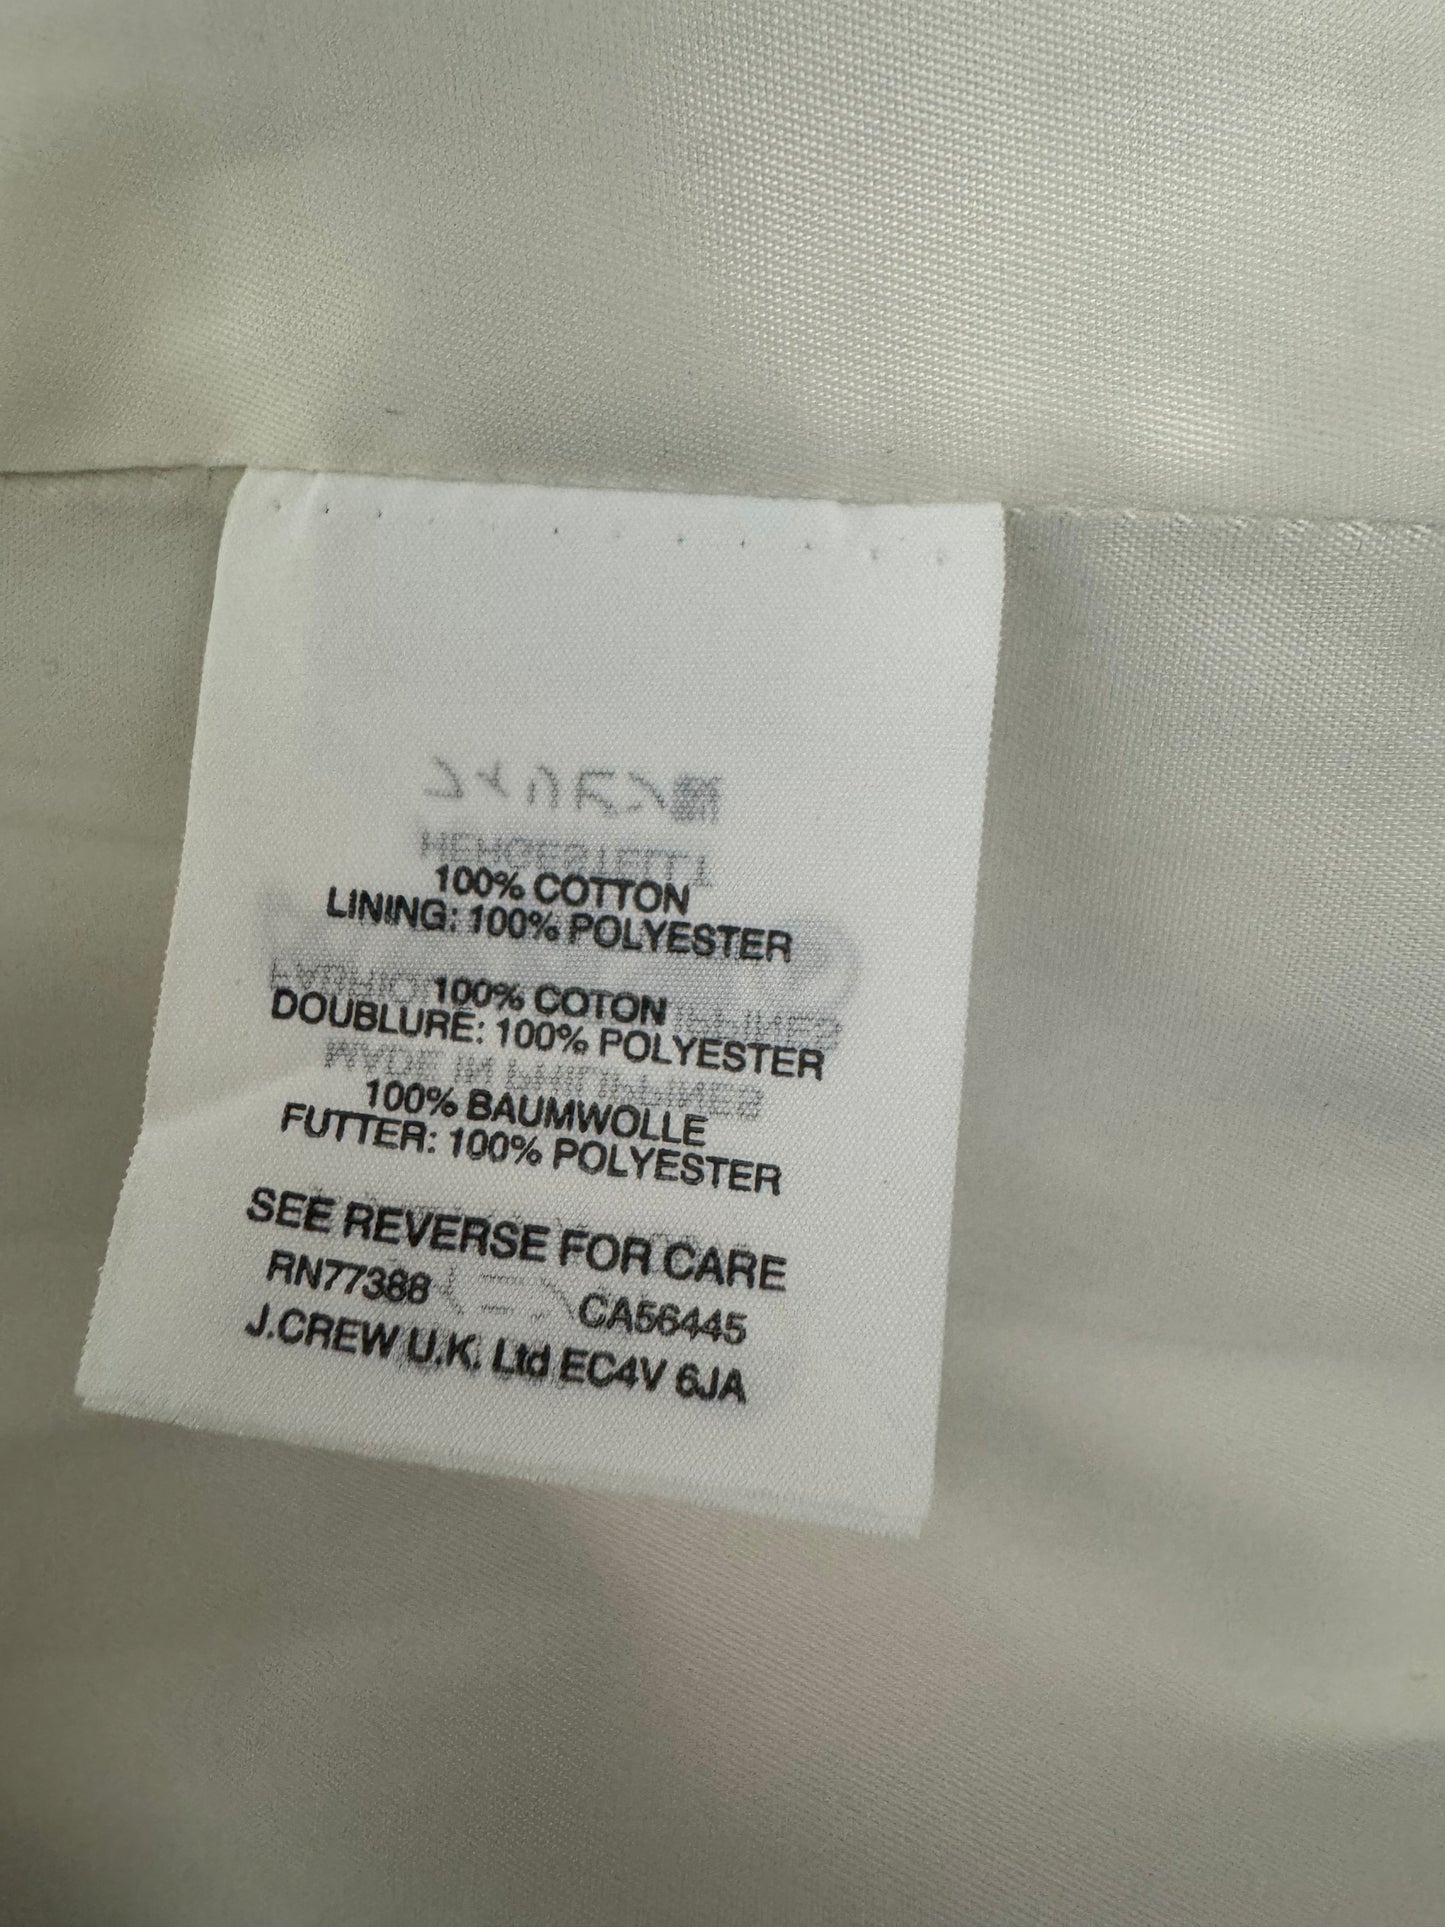 100% COTTON
LINING: 100% POLYESTER
100% COTON
DOUBLURE: 100% POLYESTER
100% BAUMWOLLE
FUTTER: 100% POLYESTER
SEE REVERSE FOR CARE
RN77388 CA56445
J.CREW U.K. Ltd EC4V 6JA